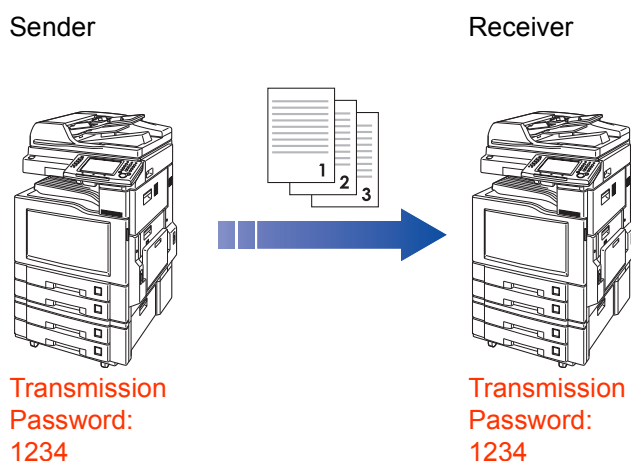 Sender
Receiver
1
2
3
Transmission
Password:
1234
Transmission
Password:
1234